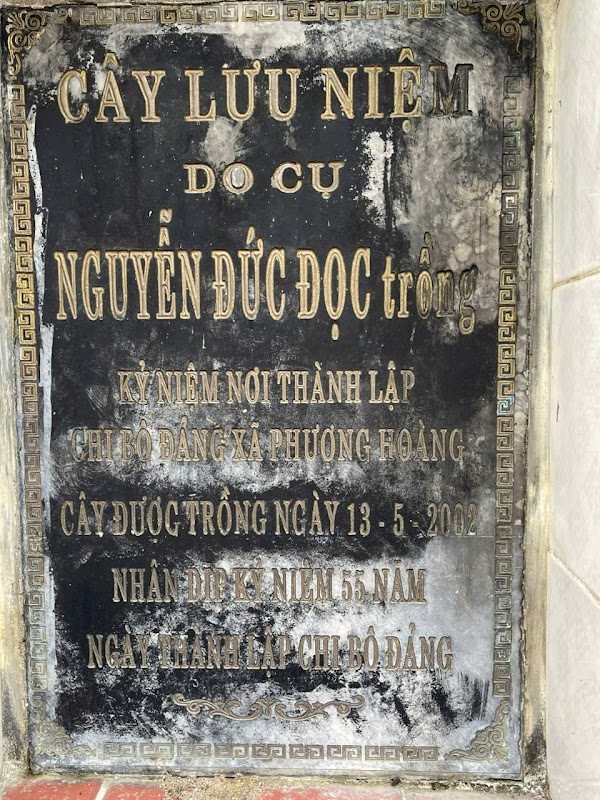 CÂY LƯU NIỆM
DO CỤ
NGUYỄN ĐỨC ĐỌC trồng
KỶ NIỆM NƠI THÀNH LẬP
CHI BỘ ĐẢNG XÃ PHƯỢNG HOÀNG
CÂY ĐƯỢC TRỒNG NGÀY 13 - 5 - 2002
NHÂN DỊP KỶ NIỆM 55 NĂM
NGÀY THÀNH LẬP CHI BỘ ĐẢNG